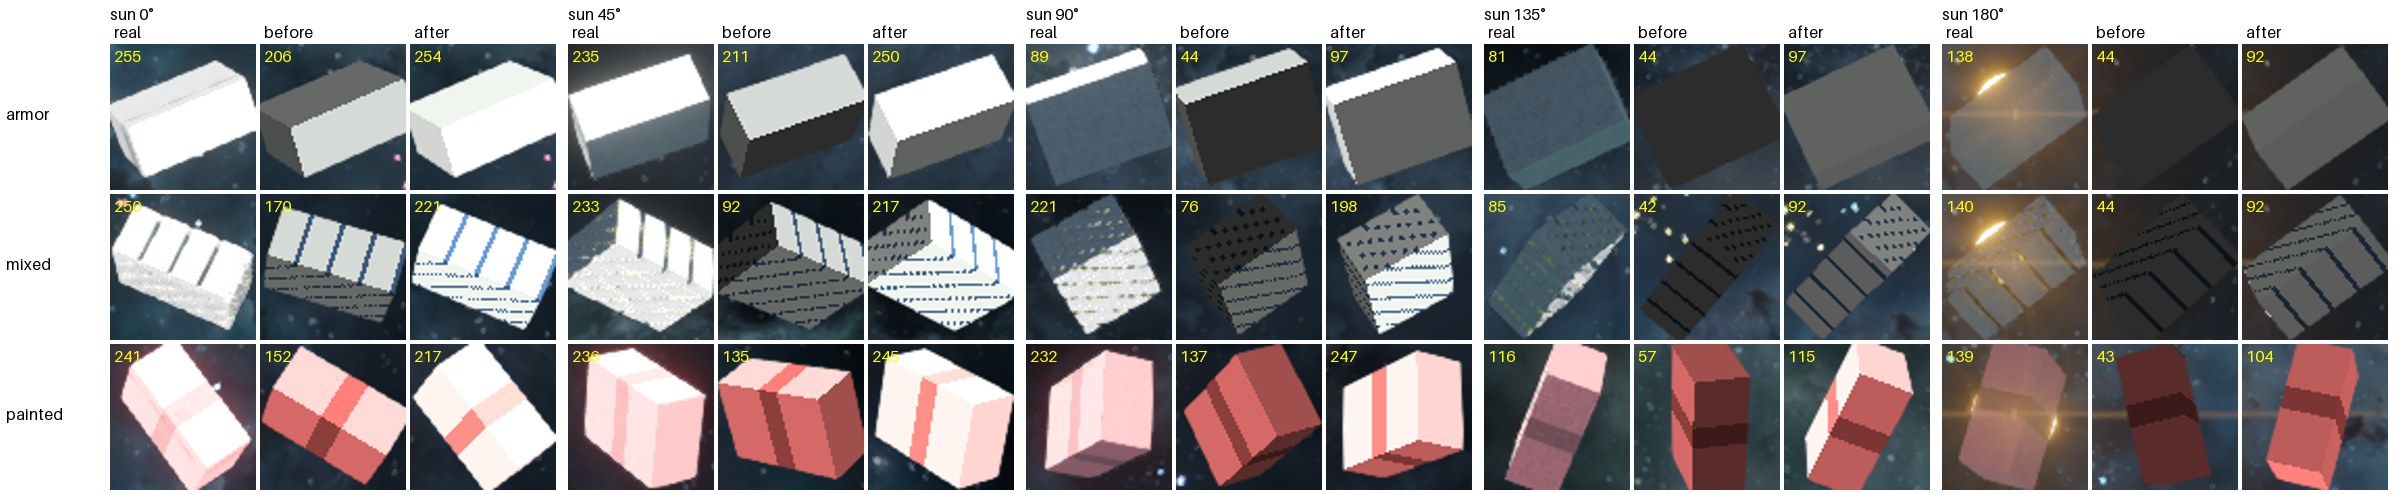 sun 0° sun 45° sun 90° sun 135° sun 180°
real before after real before after real before after real before after real before after
armor 255 206 254 235 211 250 89 44 97 81 44 97 138 44 92
mixed 250 170 221 233 92 217 221 76 198 85 42 92 140 44 92
painted 241 152 217 236 135 245 232 137 247 116 57 115 139 43 104